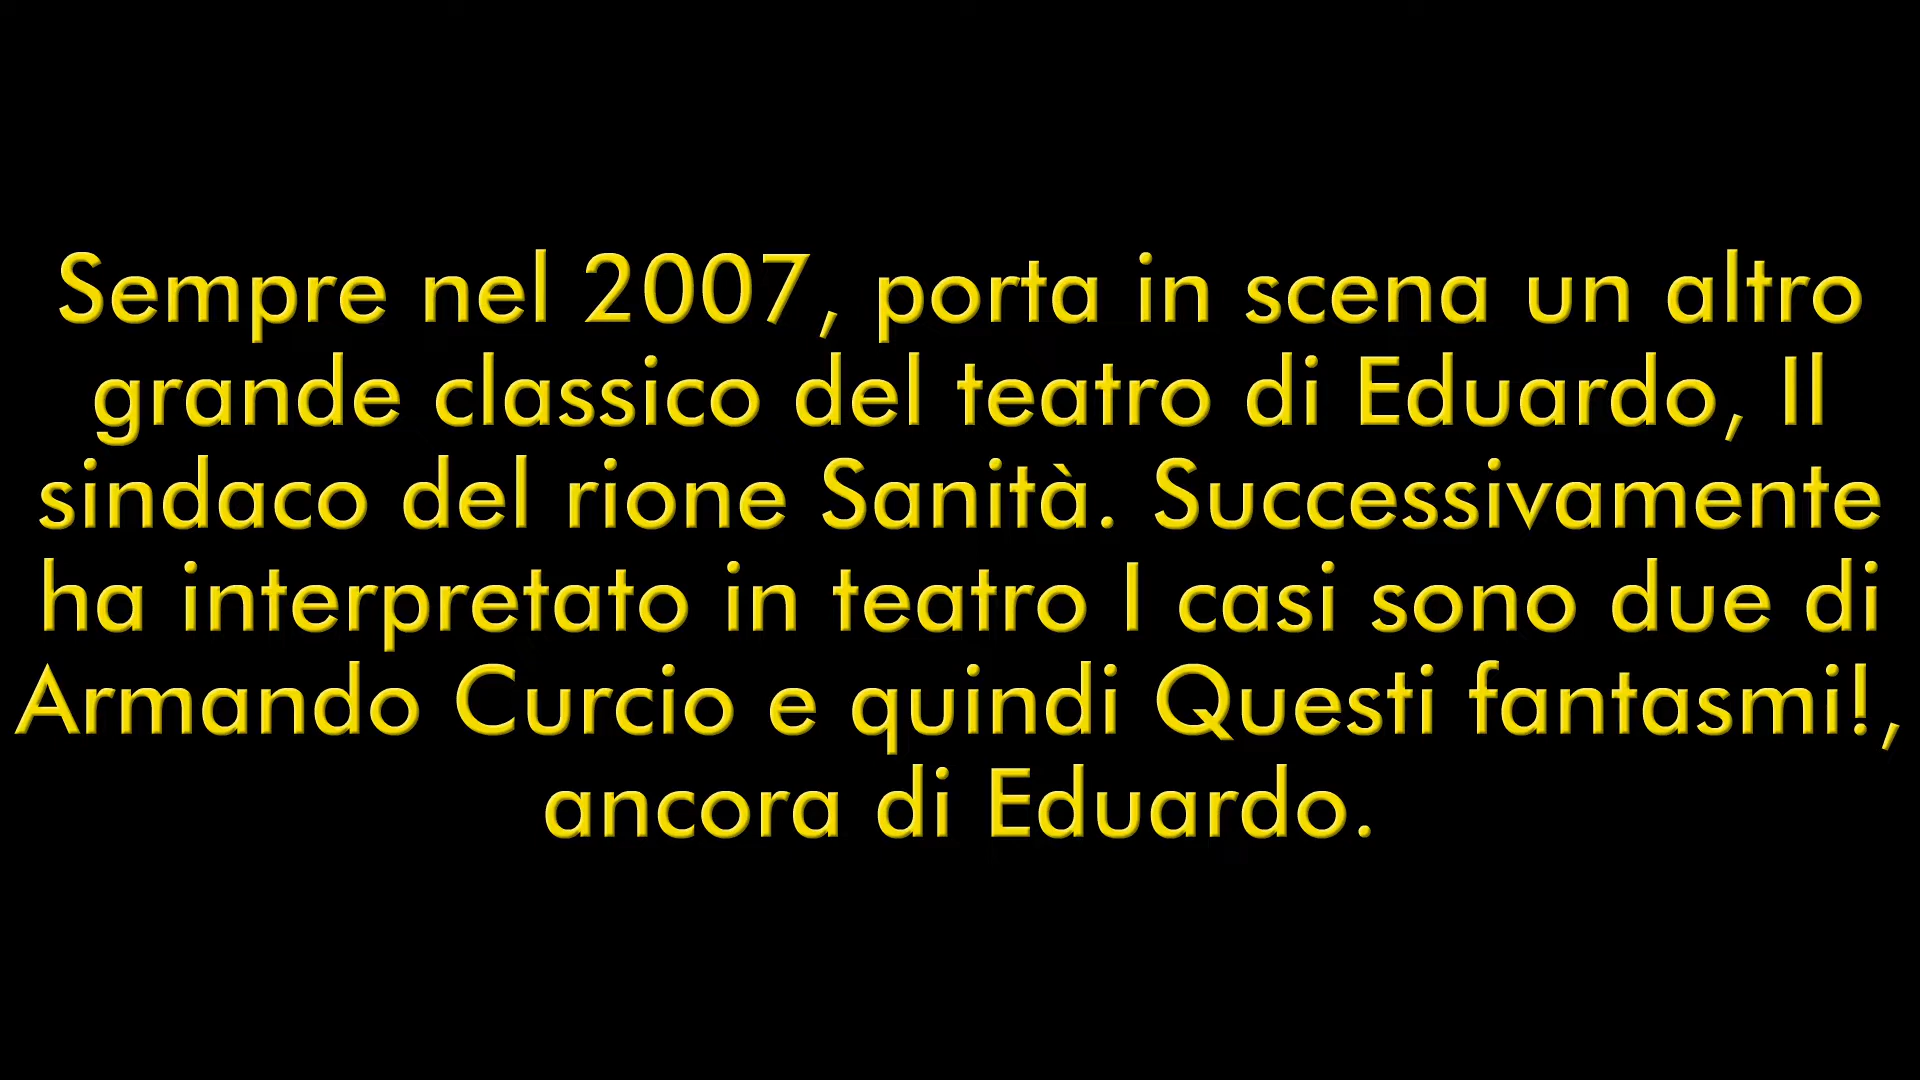 Sempre nel 2007, porta in scena un altro
grande classico del teatro di Eduardo, Il
sindaco del rione Sanità. Successivamente
ha interpretato in teatro I casi sono due di
Armando Curcio e quindi Questi fantasmi!,
ancora di Eduardo.